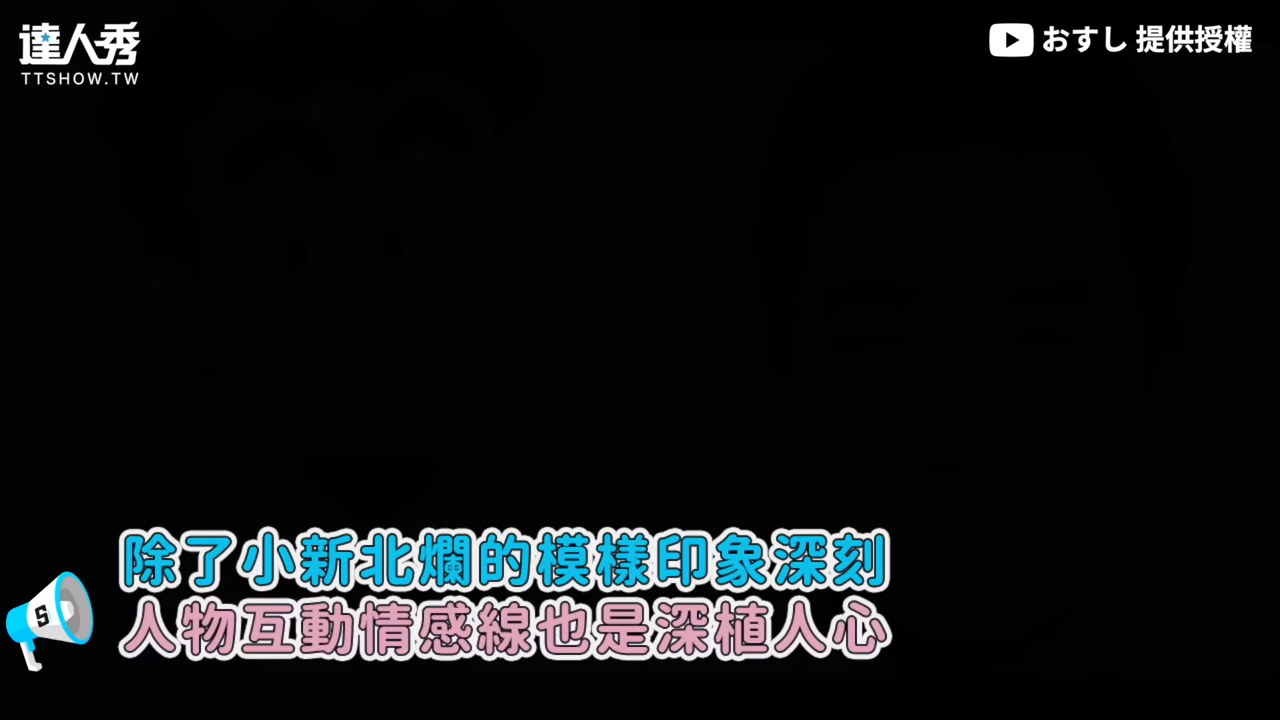 達人秀
TTSHOW.TW
おすし 提供授權
除了小新北爛的模樣印象深刻
人物互動情感線也是深植人心
S